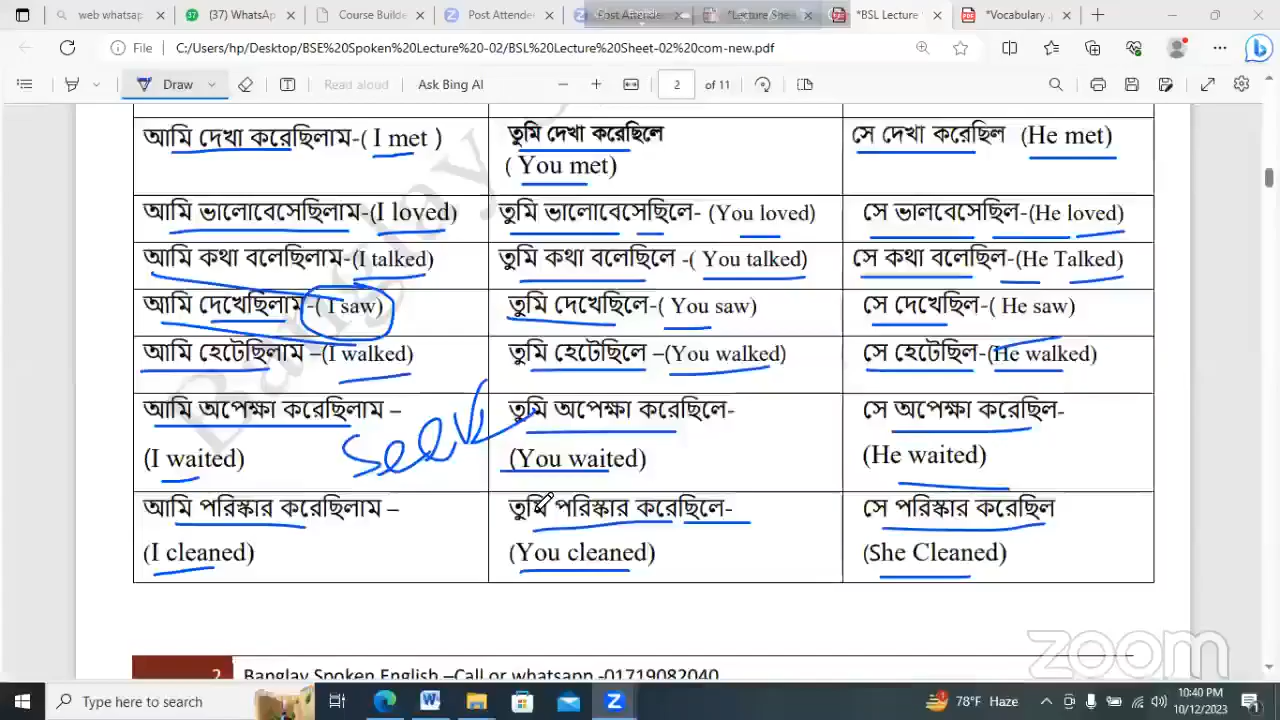 web whatsap
(37) WhatsAp
Course Builde
Post Attende
Post Attende
*Lecture She
*BSL Lecture
*Vocabulary
File
C:/Users/hp/Desktop/BSE%20Spoken%20Lecture%20-02/BSL%20Lecture%20Sheet-02%20com-new.pdf
Draw
Read aloud
Ask Bing AI
2 of 11
আমি দেখা করেছিলাম-( I met )
তুমি দেখা করেছিলে
( You met)
সে দেখা করেছিল (He met)
আমি ভালোবেসেছিলাম-(I loved)
তুমি ভালোবেসেছিলে- (You loved)
সে ভালবেসেছিল-(He loved)
আমি কথা বলেছিলাম-(I talked)
তুমি কথা বলেছিলে -( You talked)
সে কথা বলেছিল-(He Talked)
আমি দেখেছিলাম -( I saw)
তুমি দেখেছিলে-( You saw)
সে দেখেছিল-( He saw)
আমি হেটেছিলাম –(I walked)
তুমি হেটেছিলে –(You walked)
সে হেটেছিল-(He walked)
আমি অপেক্ষা করেছিলাম –
(I waited)
তুমি অপেক্ষা করেছিলে-
(You waited)
সে অপেক্ষা করেছিল-
(He waited)
আমি পরিস্কার করেছিলাম –
(I cleaned)
তুমি পরিস্কার করেছিলে-
(You cleaned)
সে পরিস্কার করেছিল
(She Cleaned)
2 Banglay Spoken English –Call or whatsapp -01719082040
zoom
Type here to search
78°F Haze
10:40 PM
10/12/2023